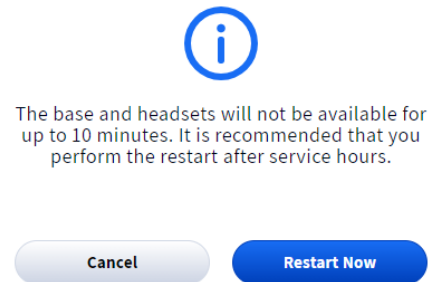 The base and headsets will not be available for
up to 10 minutes. It is recommended that you
perform the restart after service hours.
Cancel
Restart Now